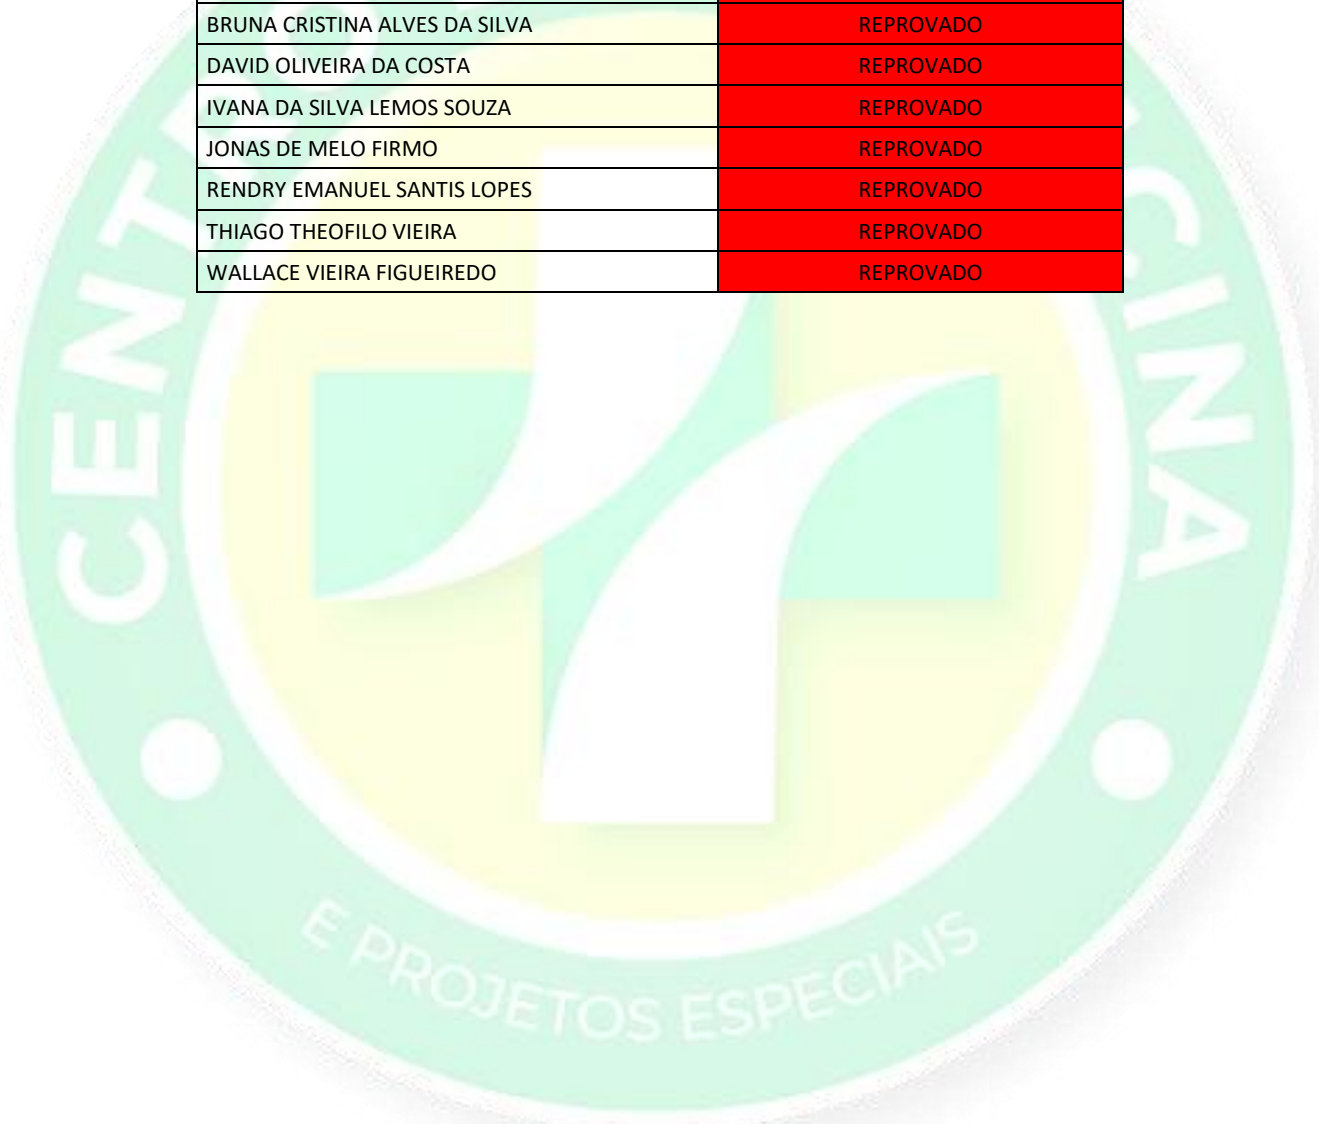 BRUNA CRISTINA ALVES DA SILVA REPROVADO
DAVID OLIVEIRA DA COSTA REPROVADO
IVANA DA SILVA LEMOS SOUZA REPROVADO
JONAS DE MELO FIRMO REPROVADO
RENDRY EMANUEL SANTIS LOPES REPROVADO
THIAGO THEOFILO VIEIRA REPROVADO
WALLACE VIEIRA FIGUEIREDO REPROVADO
E PROJETOS ESPECIAIS